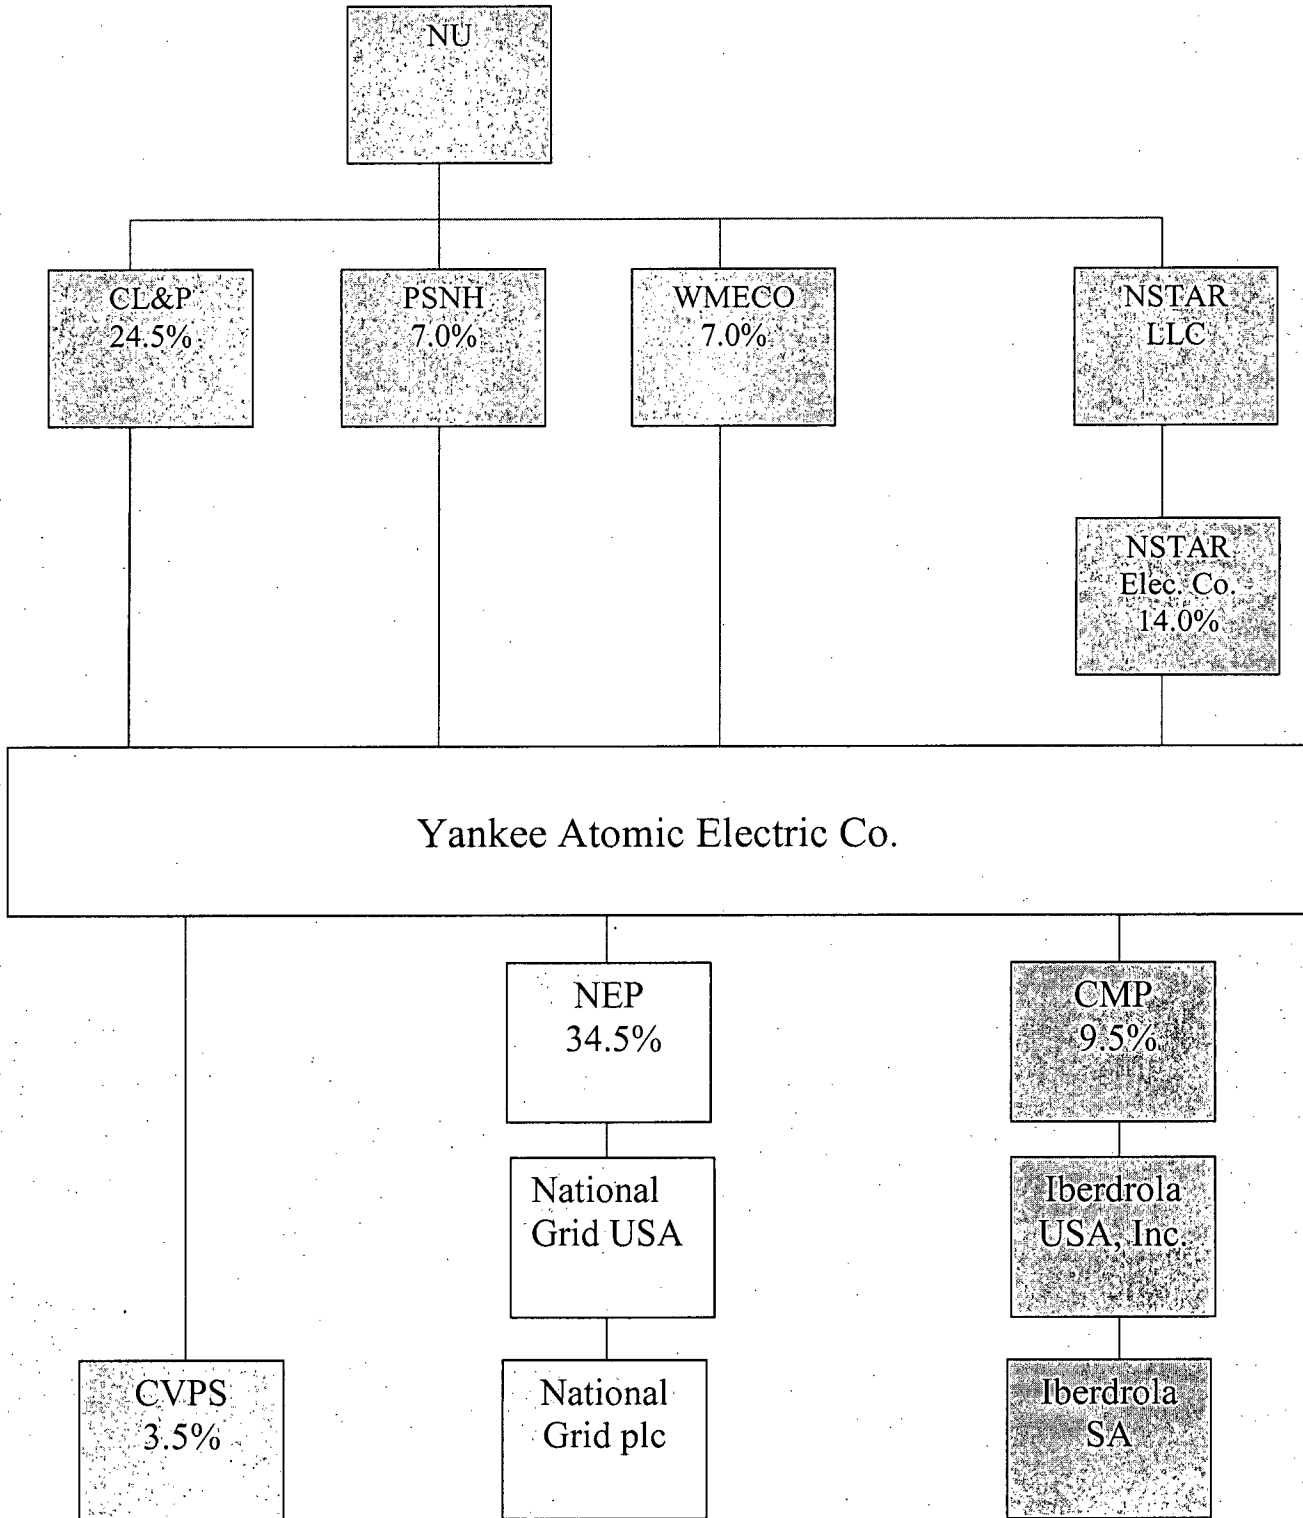 NU
CL&P
24.5%
PSNH
7.0%
WMECO
7.0%
NSTAR
LLC
NSTAR
Elec. Co.
14.0%
Yankee Atomic Electric Co.
NEP
34.5%
CMP
9.5%
National
Grid USA
Iberdrola
USA, Inc.
CVPS
3.5%
National
Grid plc
Iberdrola
SA